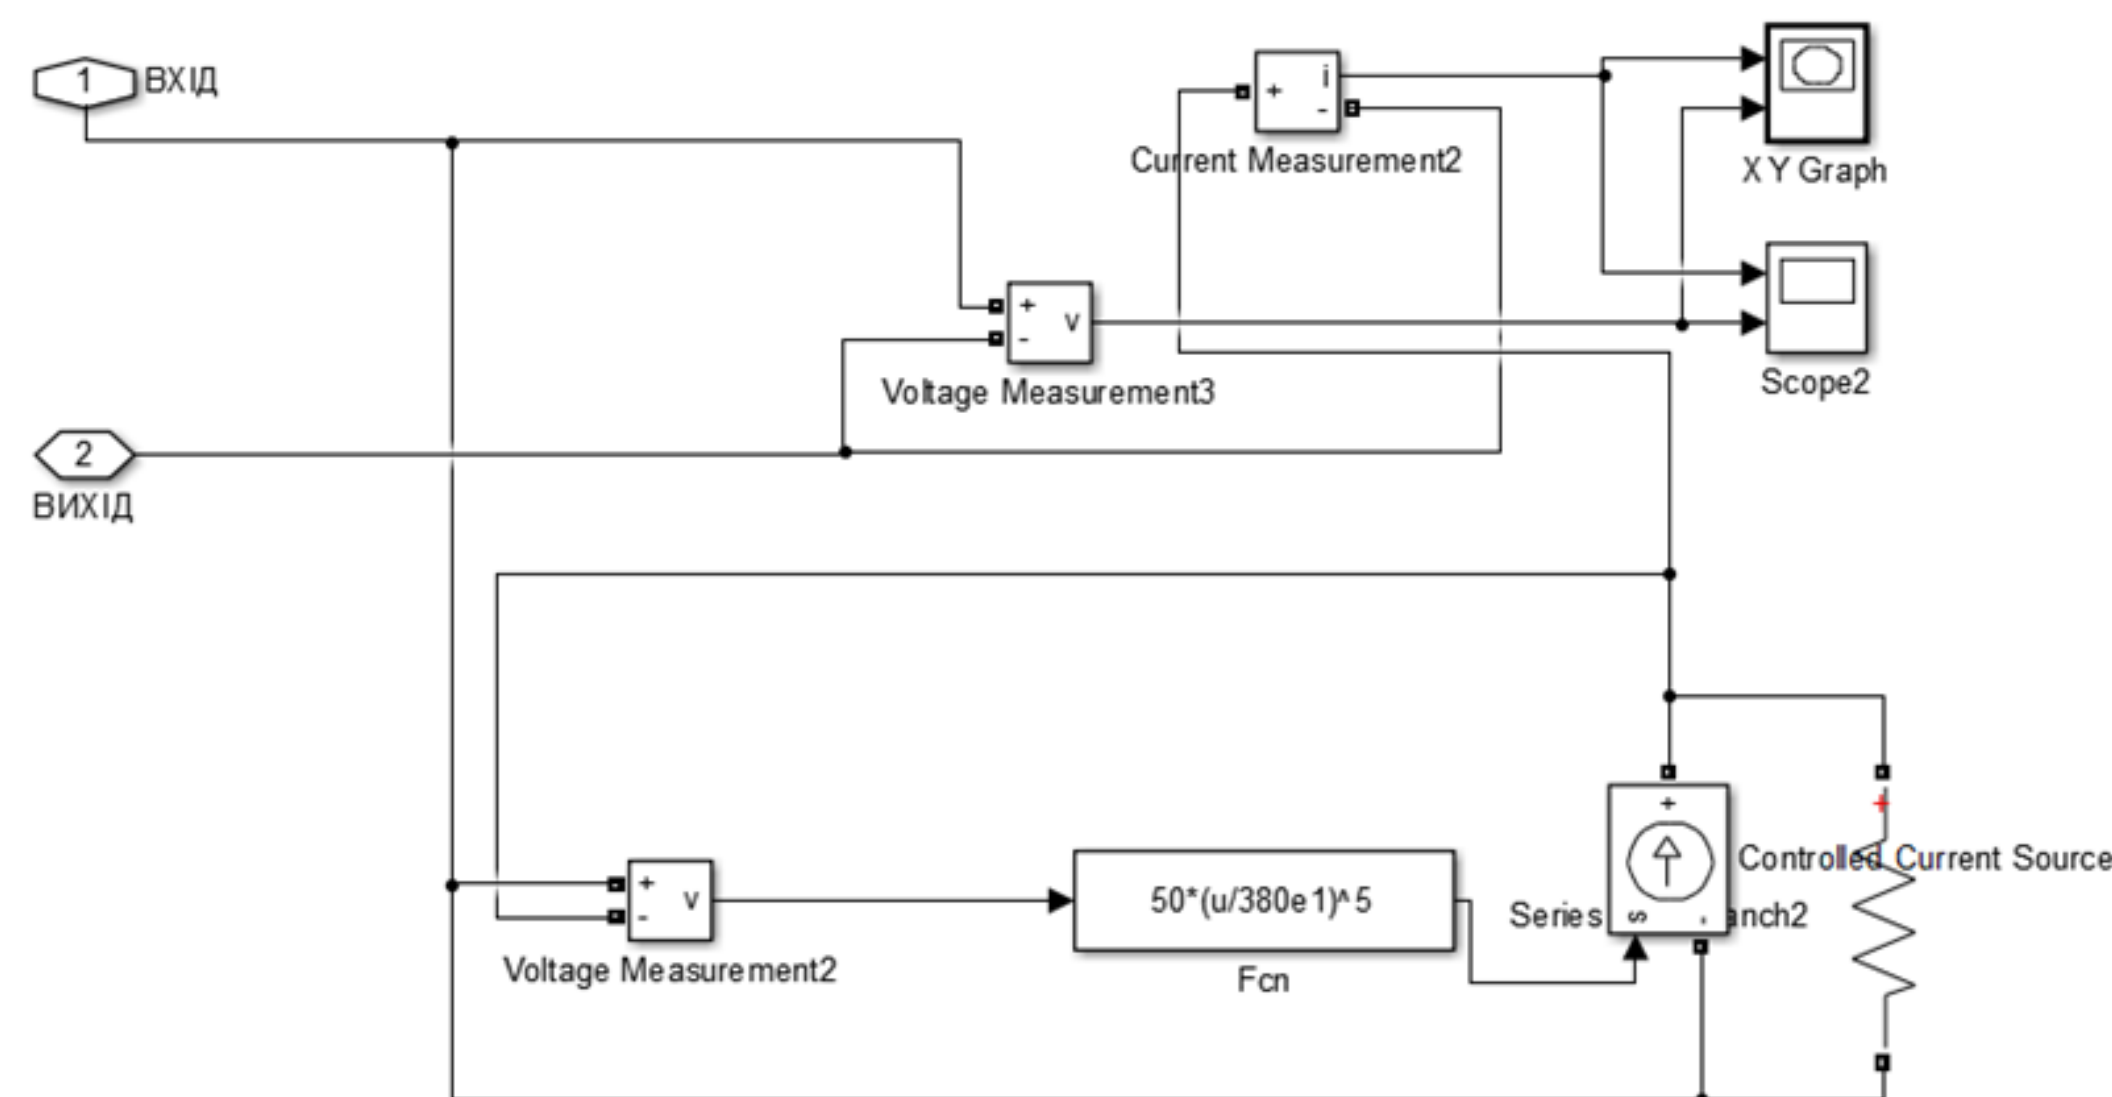 1 ВХІД
+ i
-
Current Measurement2
X Y Graph
+
- v
Voltage Measurement3
Scope2
2
ВИХІД
+
Controlled Current Source
+
- v
50*(u/380e1)^5
Series anch2
s -
Voltage Measurement2
Fcn
+